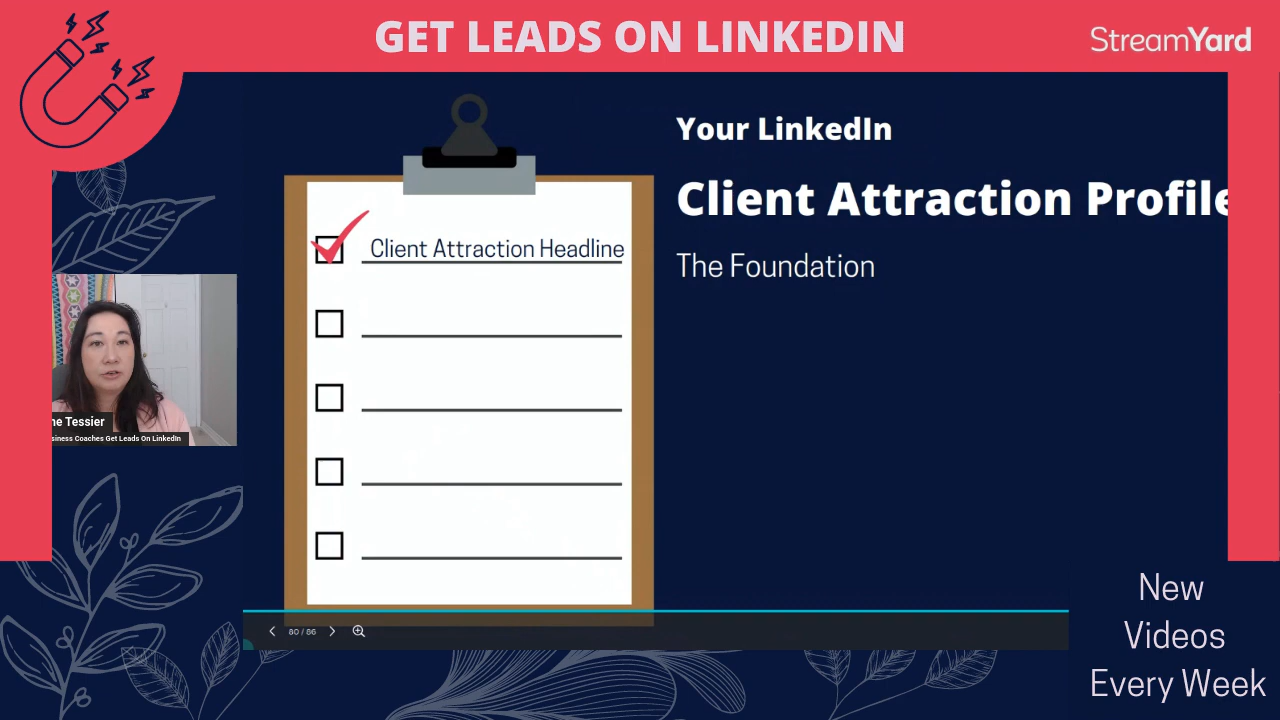 GET LEADS ON LINKEDIN
StreamYard
Your LinkedIn
Client Attraction Profile
The Foundation
Client Attraction Headline
ne Tessier
siness Coaches Get Leads On LinkedIn
80 / 86
New
Videos
Every Week